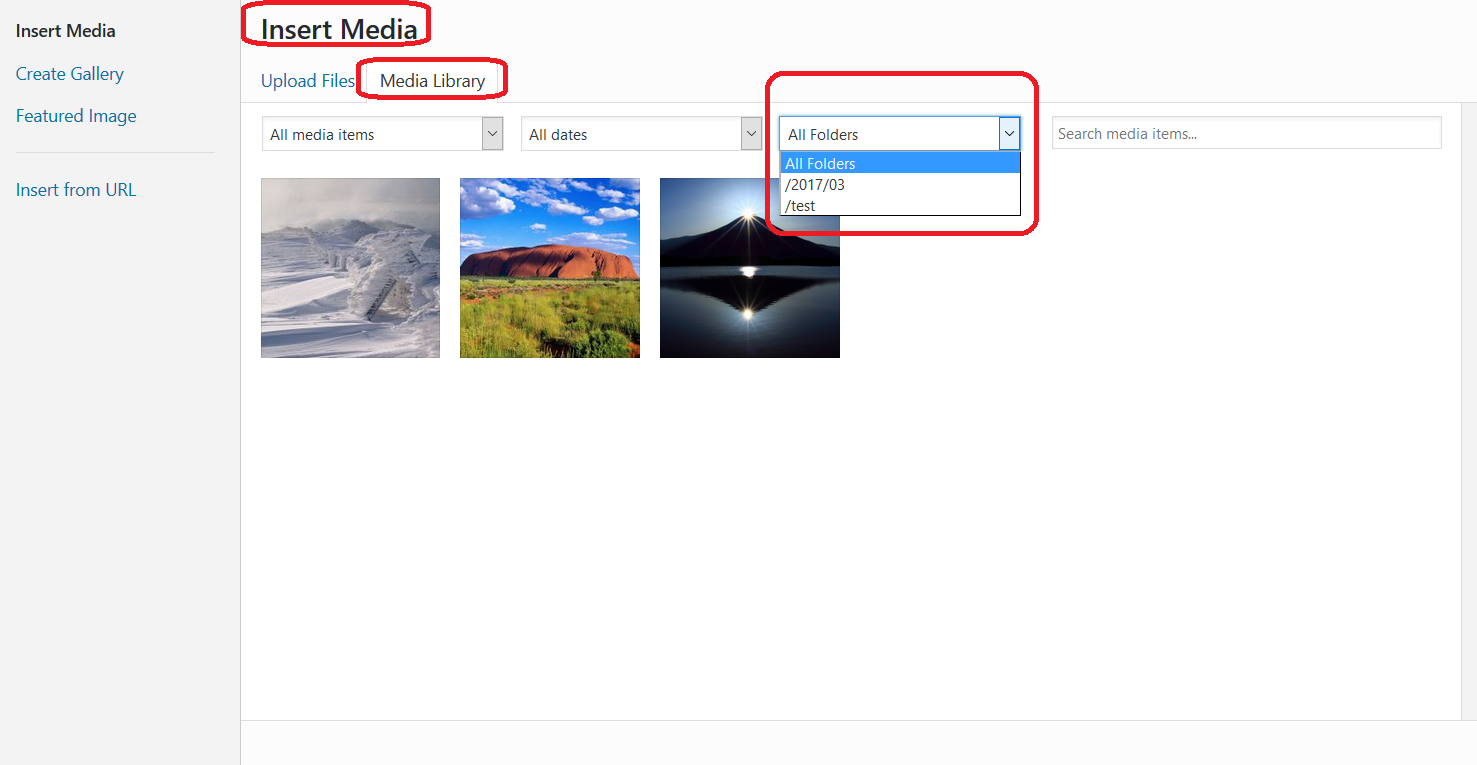 Insert Media
Create Gallery
Featured Image
Insert from URL
Insert Media
Upload Files
Media Library
All media items
All dates
All Folders
Search media items...
All Folders
/2017/03
/test